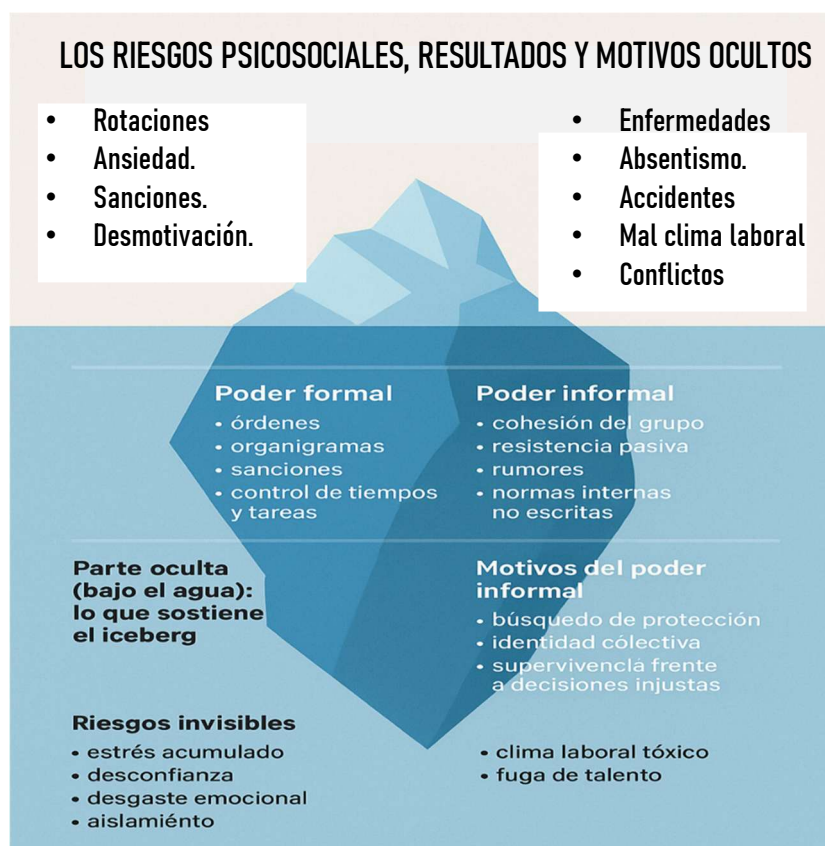 LOS RIESGOS PSICOSOCIALES, RESULTADOS Y MOTIVOS OCULTOS
• Rotaciones
• Ansiedad.
• Sanciones.
• Desmotivación.
• Enfermedades
• Absentismo.
• Accidentes
• Mal clima laboral
• Conflictos
Poder formal
• órdenes
• organigramas
• sanciones
• control de tiempos
y tareas
Poder informal
• cohesión del grupo
• resistencia pasiva
• rumores
• normas internas
no escritas
Parte oculta
(bajo el agua):
lo que sostiene
el iceberg
Motivos del poder
informal
• búsquedo de protección
• identidad cólectiva
• supervivenclá frente
a decisiones injustas
Riesgos invisibles
• estrés acumulado
• desconfianza
• desgaste emocional
• aislamiénto
• clima laboral tóxico
• fuga de talento